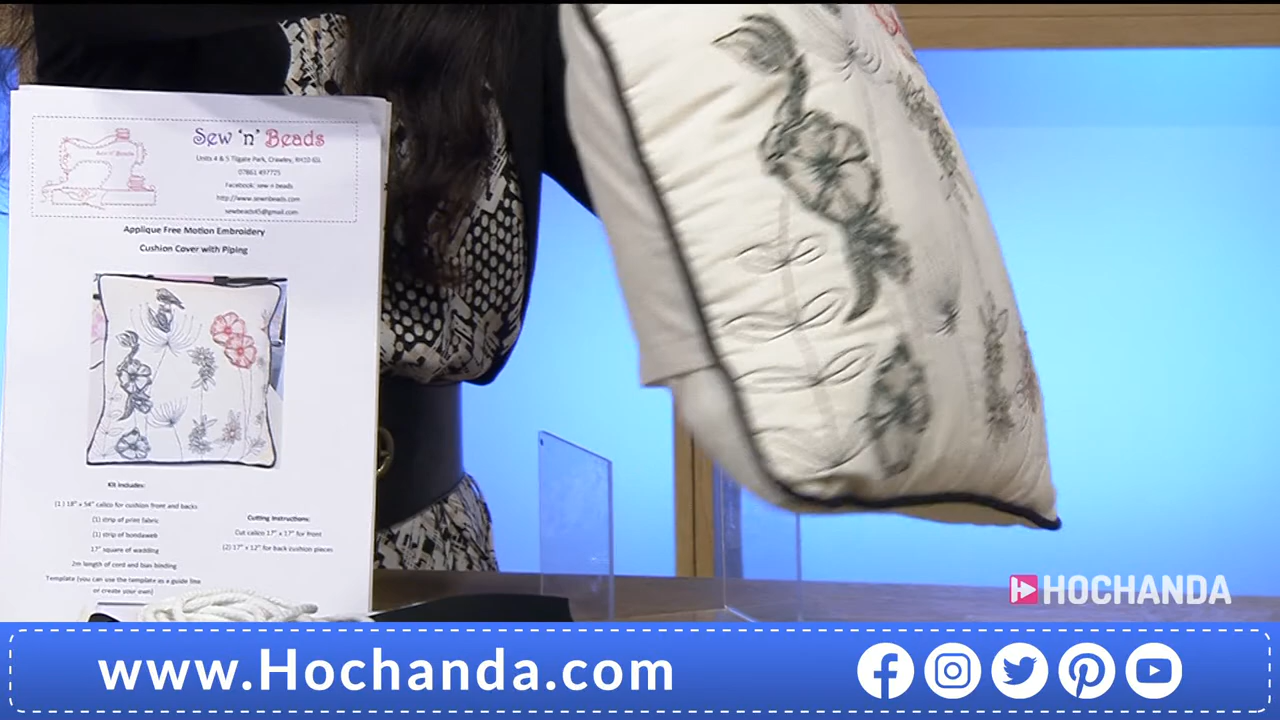 Sew 'n' Beads
Units 4 & 5 Tilgate Park, Crawley, RH10
07861 497725
Facebook: sew n beads
http://www.sewnbeads.com
sewbeads45@gmail.com
Applique Free Motion Embroidery
Cushion Cover with Piping
Kit Includes:
(1) 18" x 54" calico for cushion front and backs
(1) strip of print fabric
(1) strip of bondaweb
17" square of wadding
2m length of cord and bias binding
Template (you can use the template as a guide line
or create your own)
Cutting Instructions:
Cut calico 17" x 17" for front
(2) 17" x 12" for back cushion pieces
HOCHANDA
www.Hochanda.com